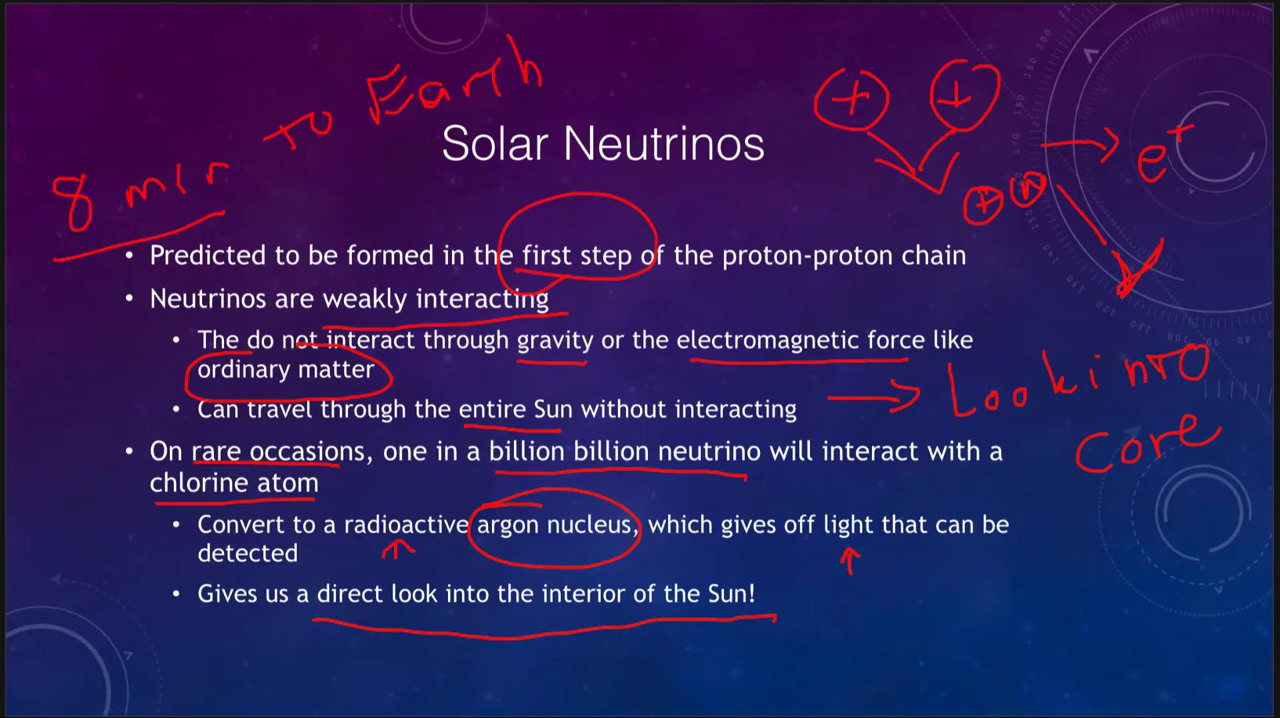 8 min to Earth
+ +
Solar Neutrinos
e+
+ n
• Predicted to be formed in the first step of the proton-proton chain
• Neutrinos are weakly interacting
• The do not interact through gravity or the electromagnetic force like
ordinary matter
• Can travel through the entire Sun without interacting
→ Look into
core
• On rare occasions, one in a billion billion neutrino will interact with a
chlorine atom
• Convert to a radioactive argon nucleus, which gives off light that can be
detected
• Gives us a direct look into the interior of the Sun!